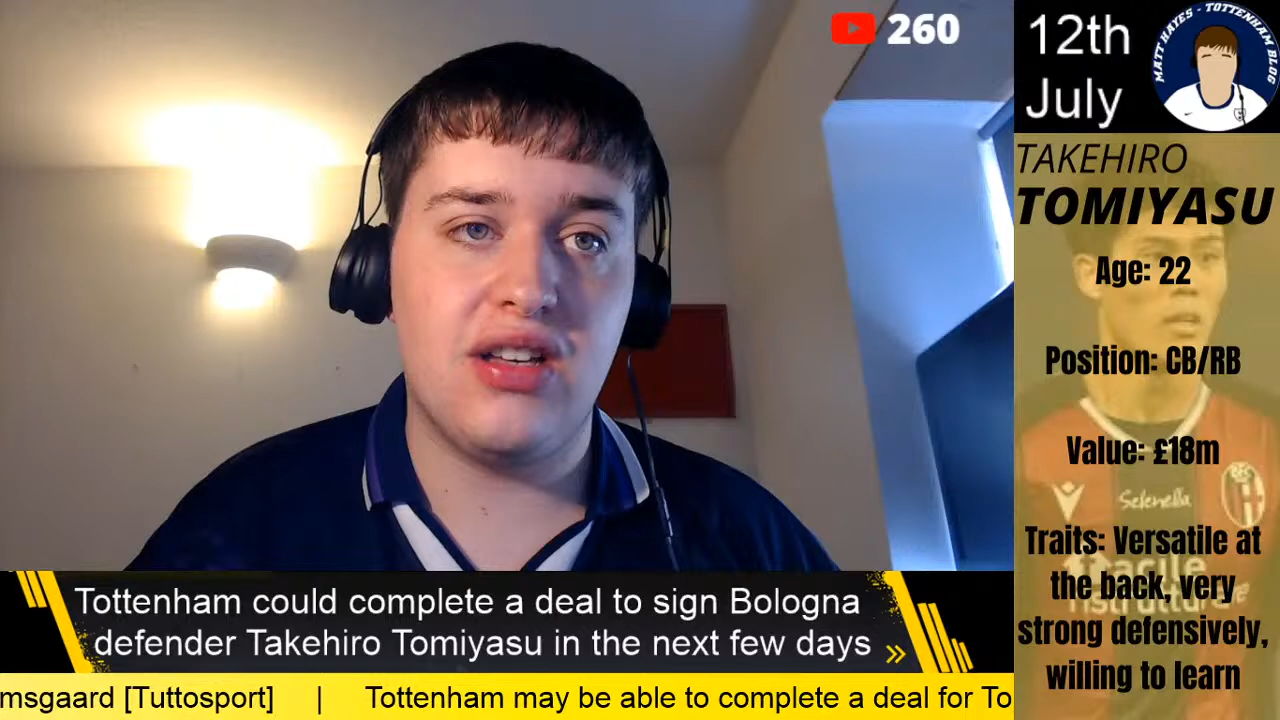 260
12th
July
MATT HAYES - TOTTENHAM BLOG
TAKEHIRO
TOMIYASU
Age: 22
Position: CB/RB
Value: £18m
Selenella
Traits: Versatile at
the back, very
strong defensively,
willing to learn
Tottenham could complete a deal to sign Bologna
defender Takehiro Tomiyasu in the next few days
msgaard [Tuttosport] | Tottenham may be able to complete a deal for To